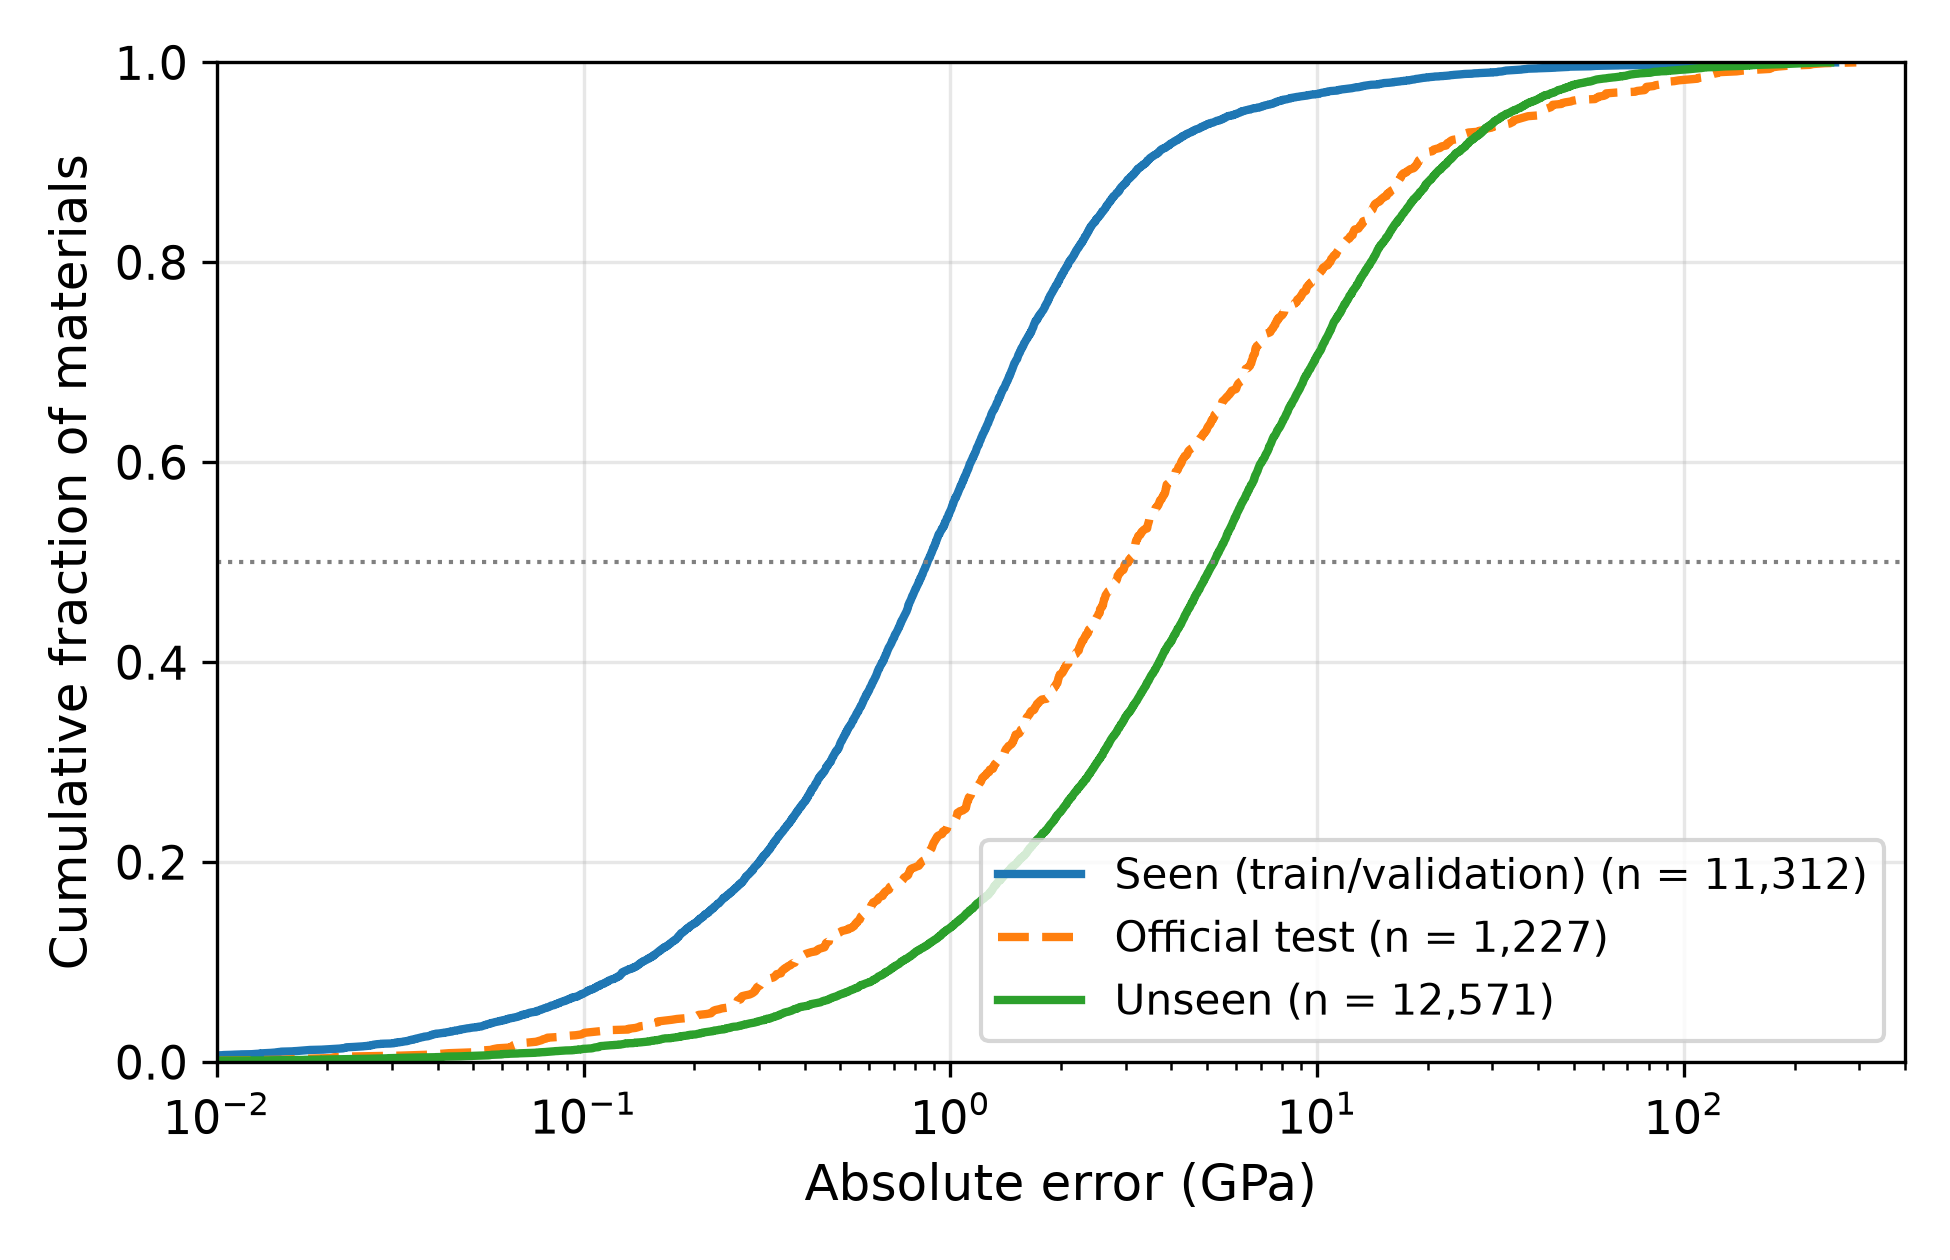 Cumulative fraction of materials
1.0
0.8
0.6
0.4
0.2
0.0
10⁻² 10⁻¹ 10⁰ 10¹ 10²
Absolute error (GPa)
Seen (train/validation) (n = 11,312)
Official test (n = 1,227)
Unseen (n = 12,571)